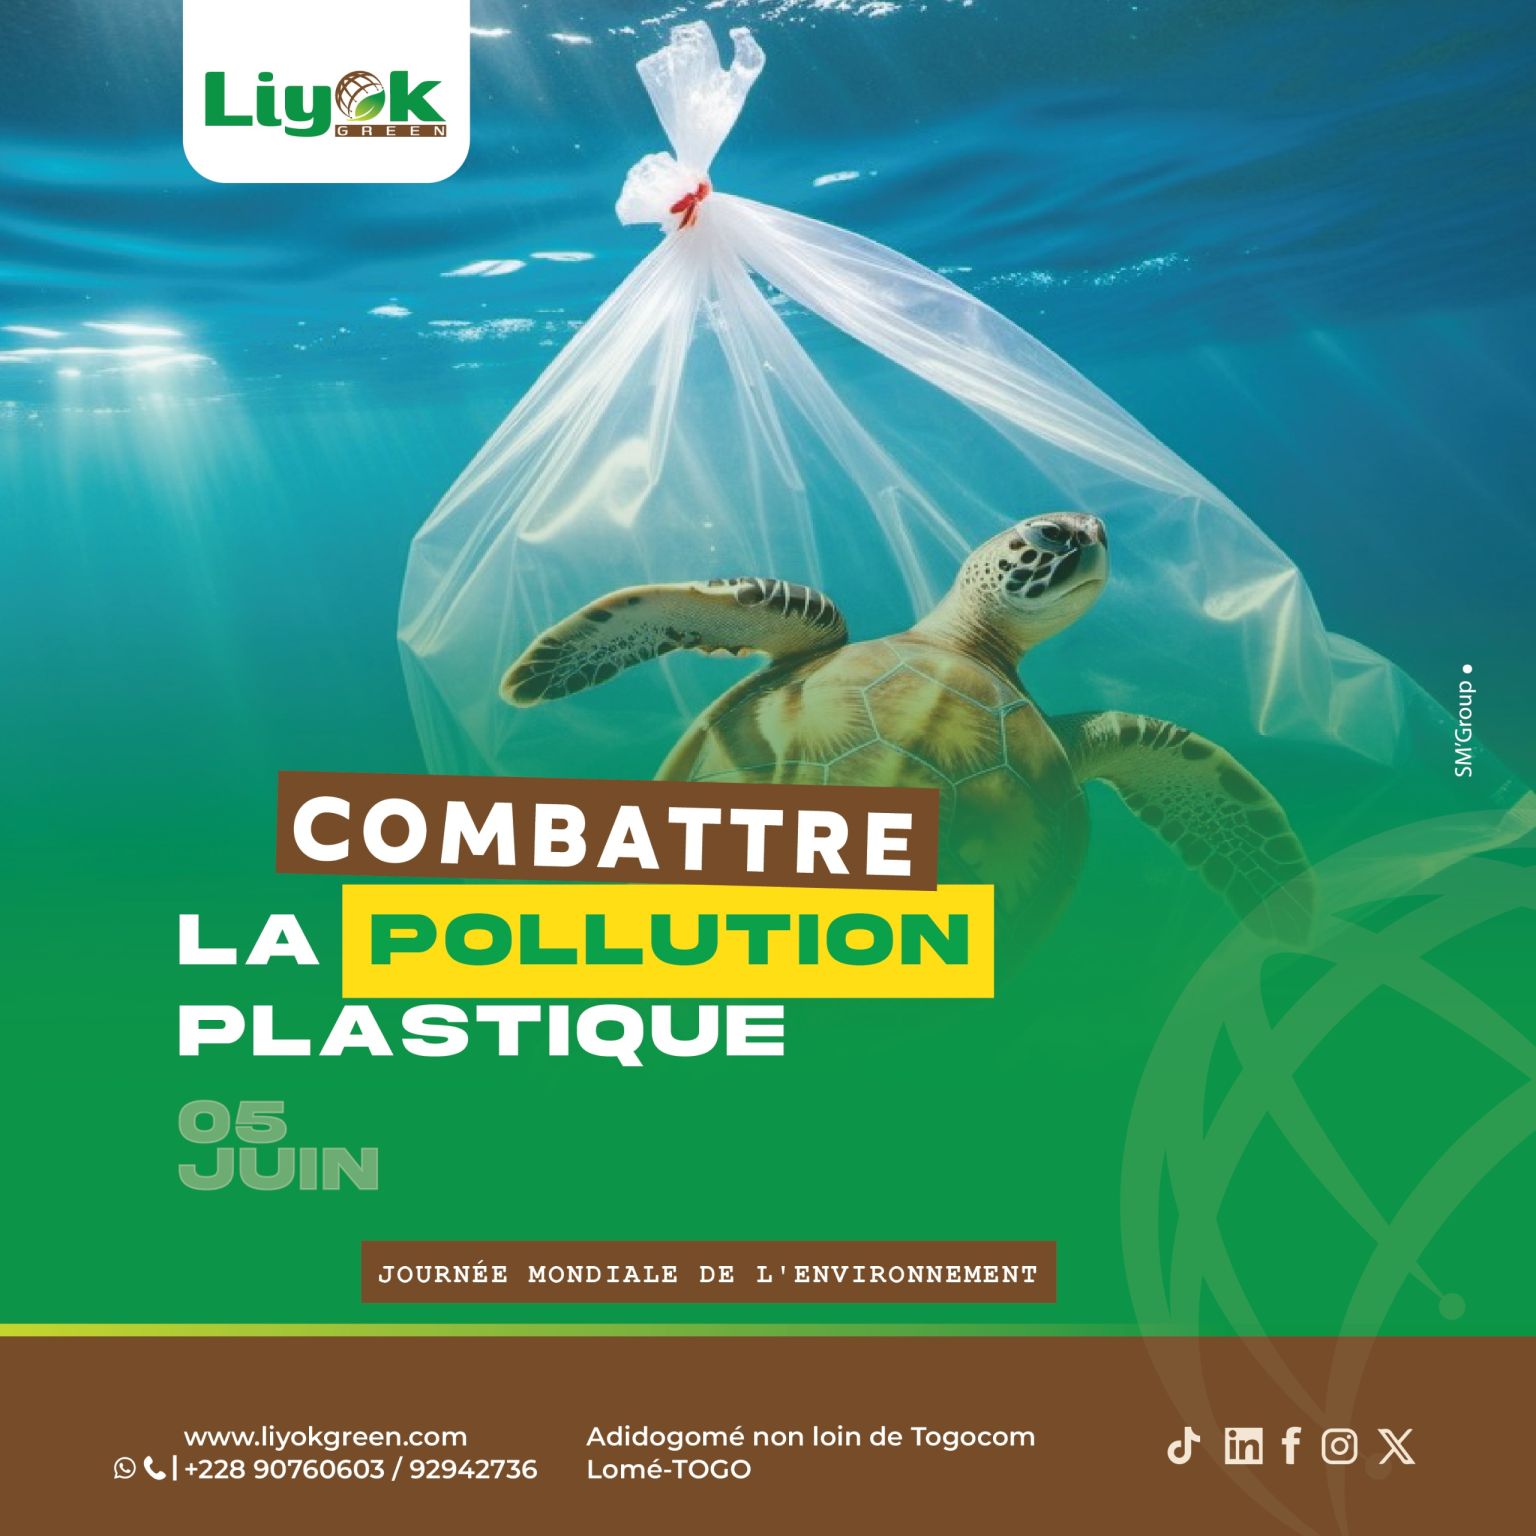 Liyok
GREEN
SM'Group
COMBATTRE
LA POLLUTION
PLASTIQUE
05
JUIN
JOURNÉE MONDIALE DE L'ENVIRONNEMENT
www.liyokgreen.com
+228 90760603 / 92942736
Adidogomé non loin de Togocom
Lomé-TOGO